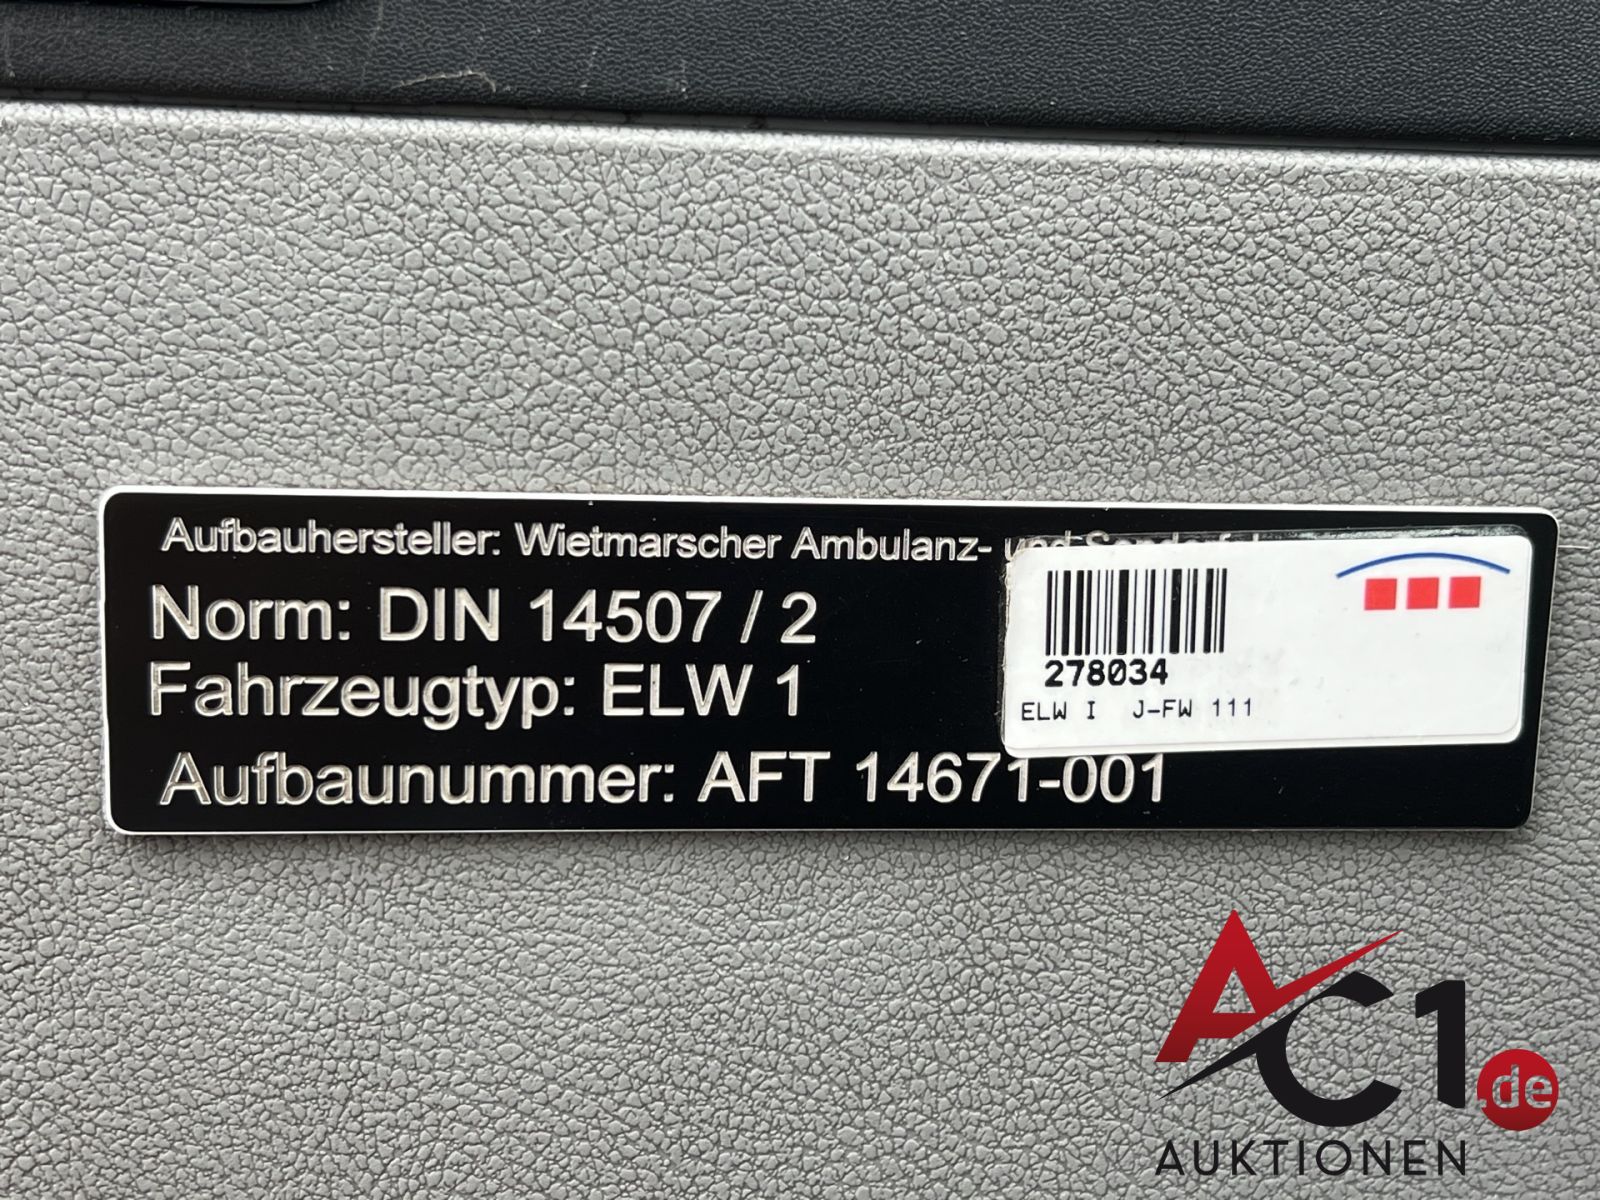 Aufbauhersteller: Wietmarscher Ambulanz- und
Norm: DIN 14507 / 2
Fahrzeugtyp: ELW 1
Aufbaunummer: AFT 14671-001
278034
ELW I J-FW 111
AC1.de
AUKTIONEN